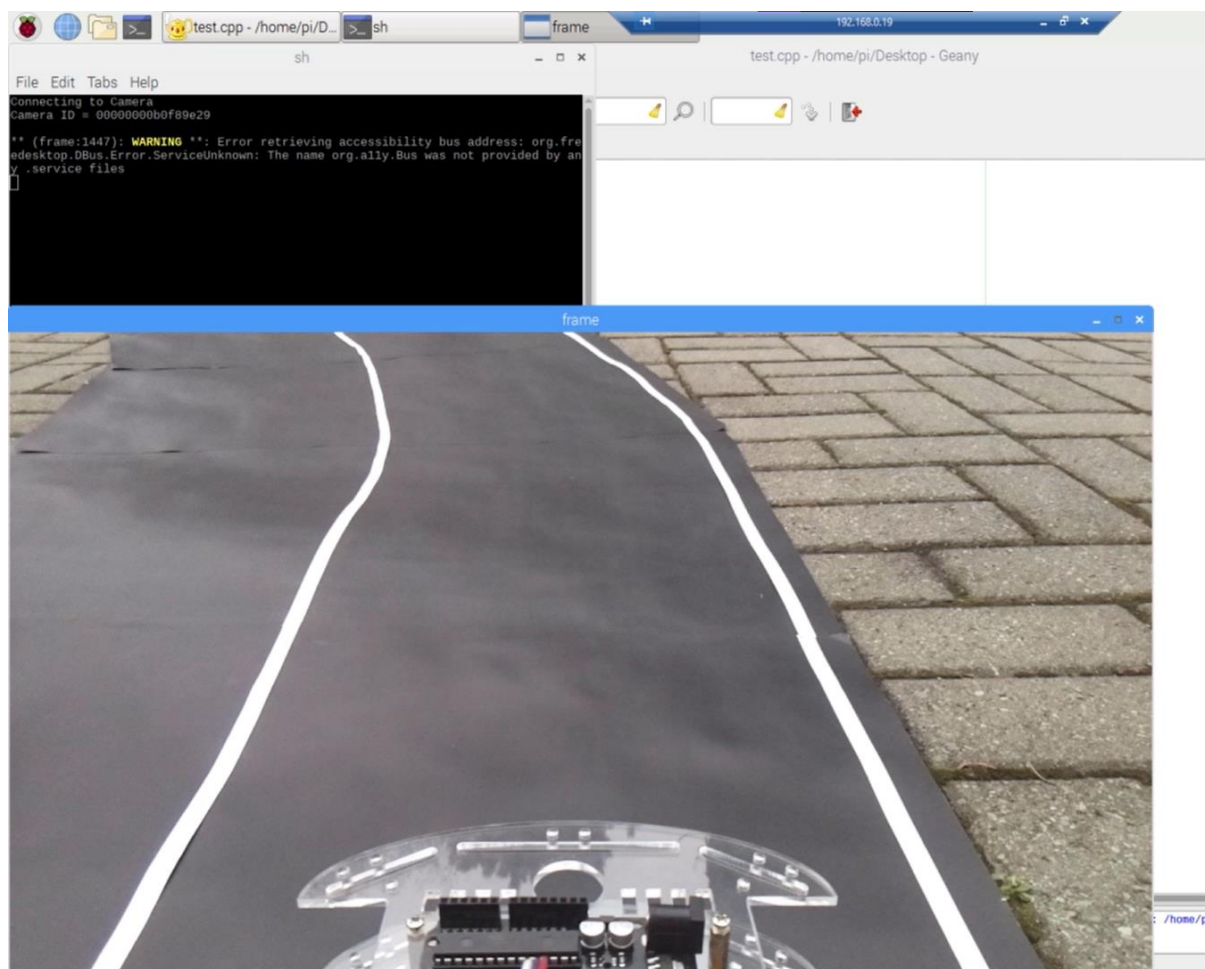 test.cpp - /home/pi/D...
sh
frame
192.168.0.19
sh
test.cpp - /home/pi/Desktop - Geany
File Edit Tabs Help
Connecting to Camera
Camera ID = 00000000b0f89e29
** (frame:1447): WARNING **: Error retrieving accessibility bus address: org.fre
edesktop.DBus.Error.ServiceUnknown: The name org.a11y.Bus was not provided by an
y .service files
frame
: /home/p